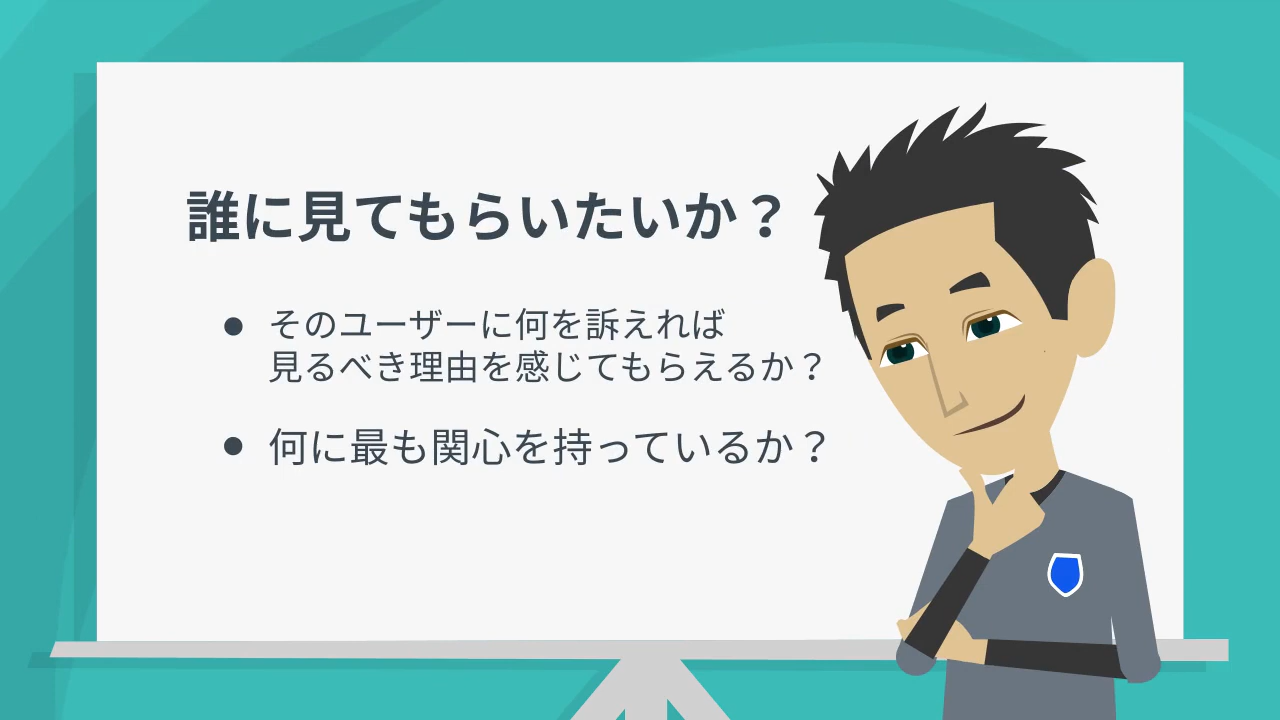 誰に見てもらいたいか？
● そのユーザーに何を訴えれば
見るべき理由を感じてもらえるか？
● 何に最も関心を持っているか？